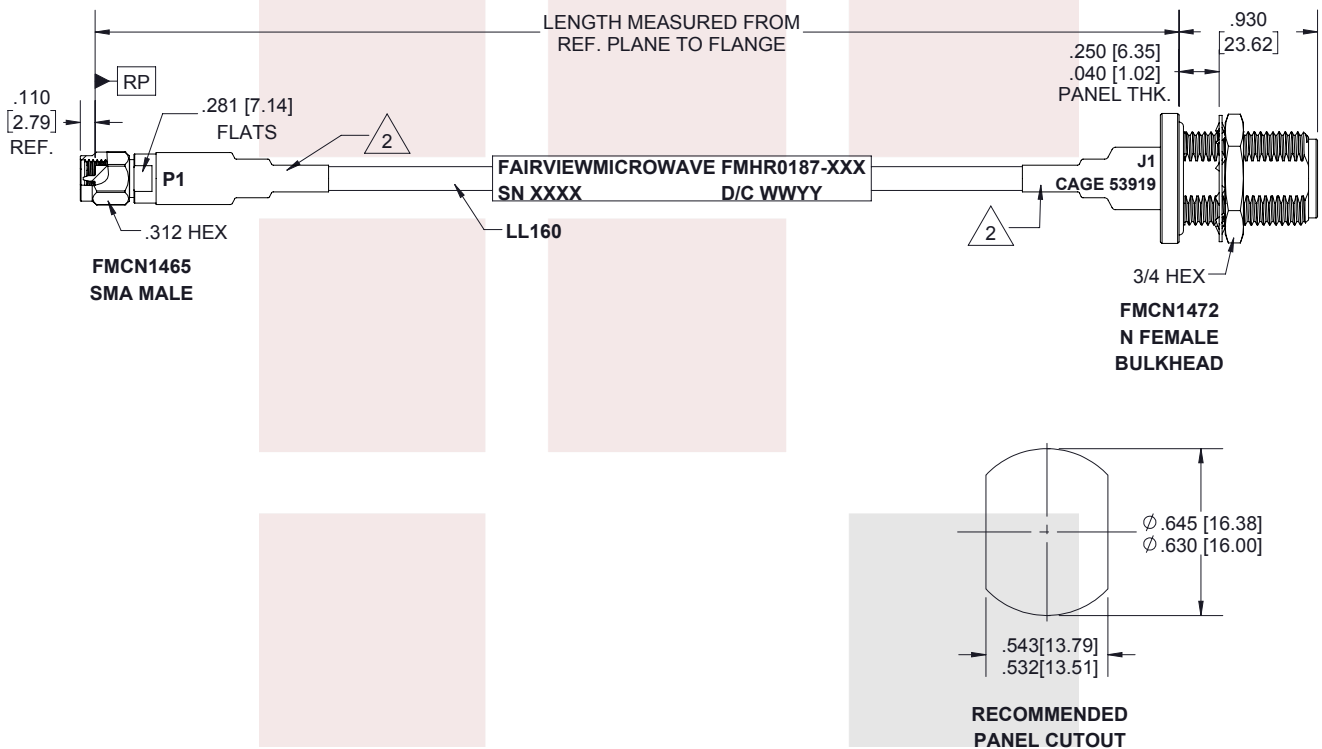 LENGTH MEASURED FROM
REF. PLANE TO FLANGE
.930
[23.62]
.250 [6.35]
.040 [1.02]
PANEL THK.
RP
.110
[2.79]
REF.
.281 [7.14]
FLATS
2
P1
FAIRVIEWMICROWAVE FMHR0187-XXX
SN XXXX D/C WWYY
J1
CAGE 53919
.312 HEX
LL160
2
3/4 HEX
FMCN1465
SMA MALE
FMCN1472
N FEMALE
BULKHEAD
Ø .645 [16.38]
Ø .630 [16.00]
.543[13.79]
.532[13.51]
RECOMMENDED
PANEL CUTOUT